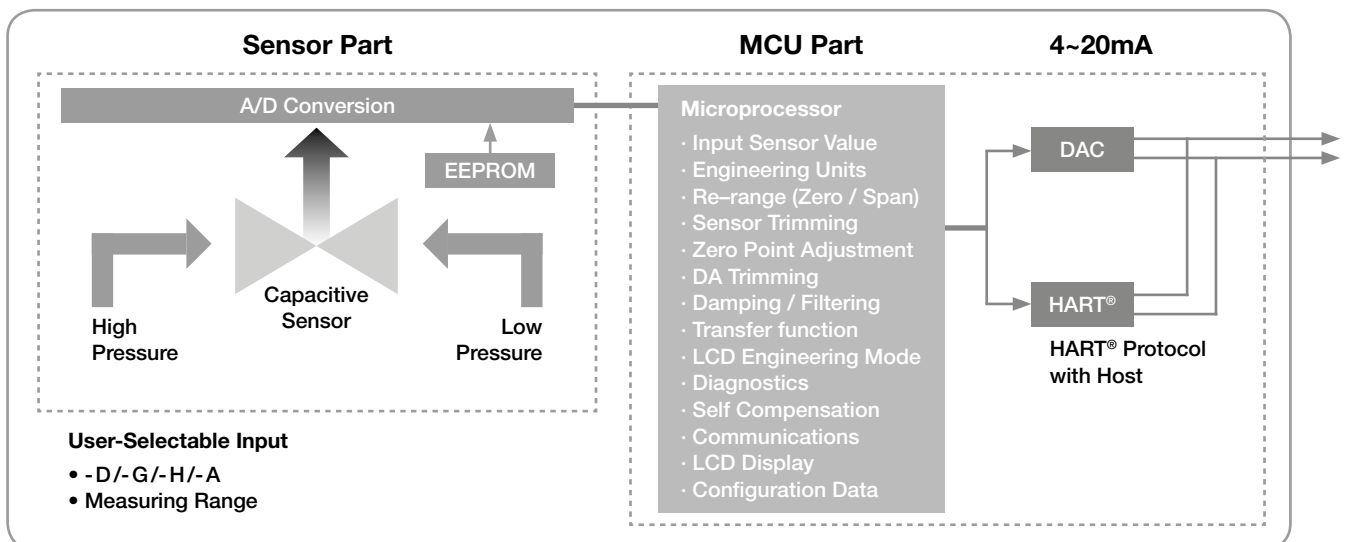 Sensor Part
MCU Part
4~20mA
A/D Conversion
EEPROM
Capacitive
Sensor
High
Pressure
Low
Pressure
User-Selectable Input
• -D/-G/-H/-A
• Measuring Range
Microprocessor
· Input Sensor Value
· Engineering Units
· Re–range (Zero / Span)
· Sensor Trimming
· Zero Point Adjustment
· DA Trimming
· Damping / Filtering
· Transfer function
· LCD Engineering Mode
· Diagnostics
· Self Compensation
· Communications
· LCD Display
· Configuration Data
DAC
HART®
HART® Protocol
with Host